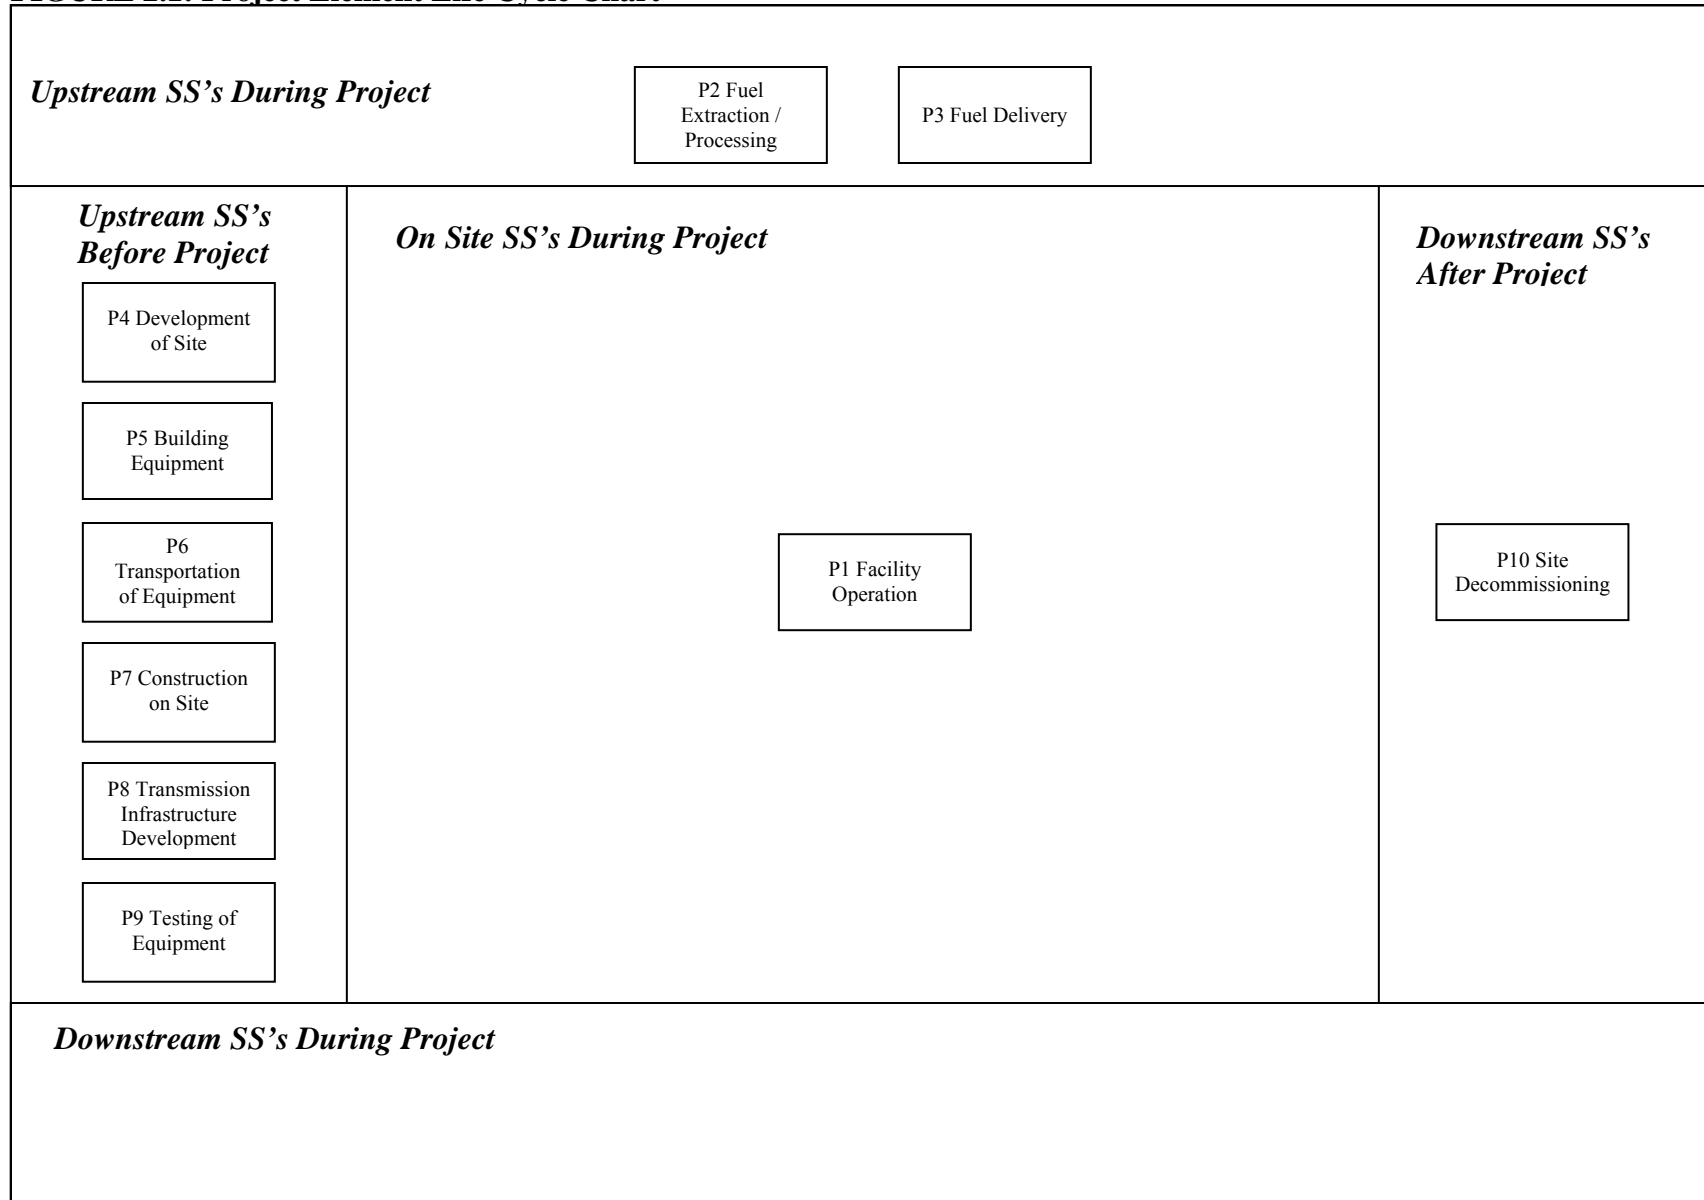 Upstream SS's During Project
P2 Fuel
Extraction /
Processing
P3 Fuel Delivery
Upstream SS's
Before Project
On Site SS's During Project
Downstream SS's
After Project
P4 Development
of Site
P5 Building
Equipment
P6
Transportation
of Equipment
P1 Facility
Operation
P10 Site
Decommissioning
P7 Construction
on Site
P8 Transmission
Infrastructure
Development
P9 Testing of
Equipment
Downstream SS's During Project